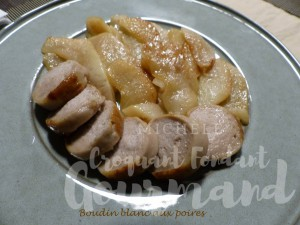 MICHELE
Croquant Fondant
GOURMAND
Boudin blanc aux poires